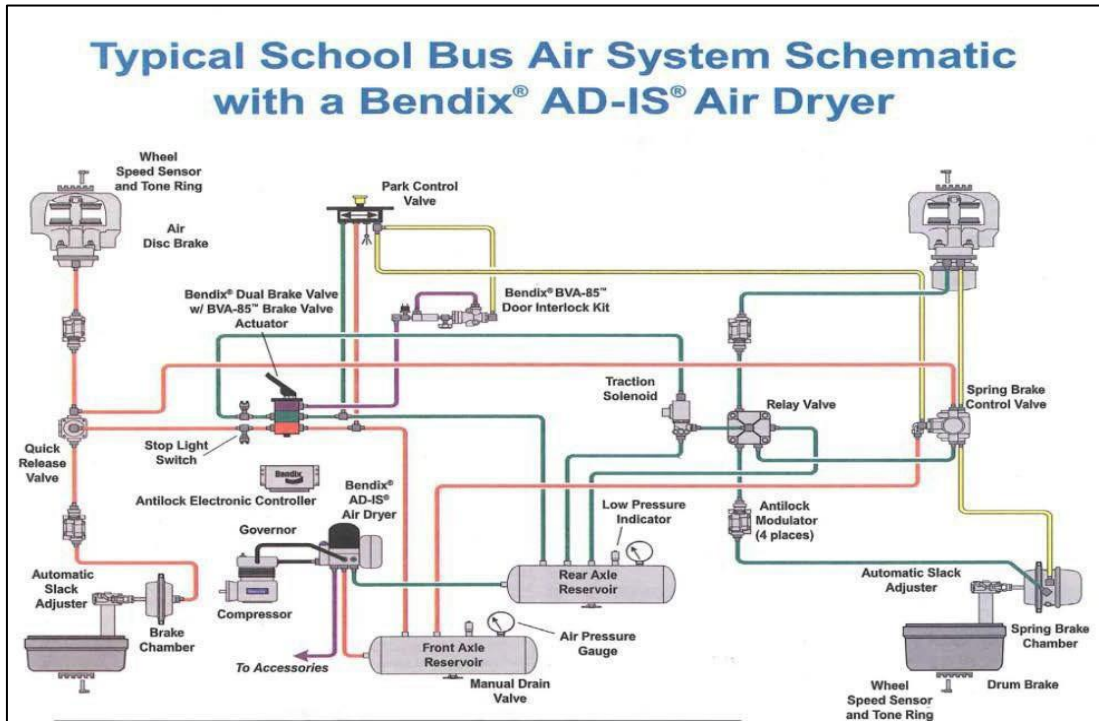 Typical School Bus Air System Schematic
with a Bendix® AD-IS® Air Dryer
Wheel
Speed Sensor
and Tone Ring
Air
Disc Brake
Park Control
Valve
Bendix® Dual Brake Valve
w/ BVA-85™ Brake Valve
Actuator
Bendix® BVA-85™
Door Interlock Kit
Traction
Solenoid
Relay Valve
Spring Brake
Control Valve
Quick
Release
Valve
Stop Light
Switch
Bendix
Antilock Electronic Controller
Bendix®
AD-IS®
Air Dryer
Governor
Low Pressure
Indicator
Antilock
Modulator
(4 places)
Automatic
Slack
Adjuster
Compressor
Brake
Chamber
Rear Axle
Reservoir
Automatic Slack
Adjuster
Spring Brake
Chamber
To Accessories
Front Axle
Reservoir
Air Pressure
Gauge
Manual Drain
Valve
Drum Brake
Wheel
Speed Sensor
and Tone Ring